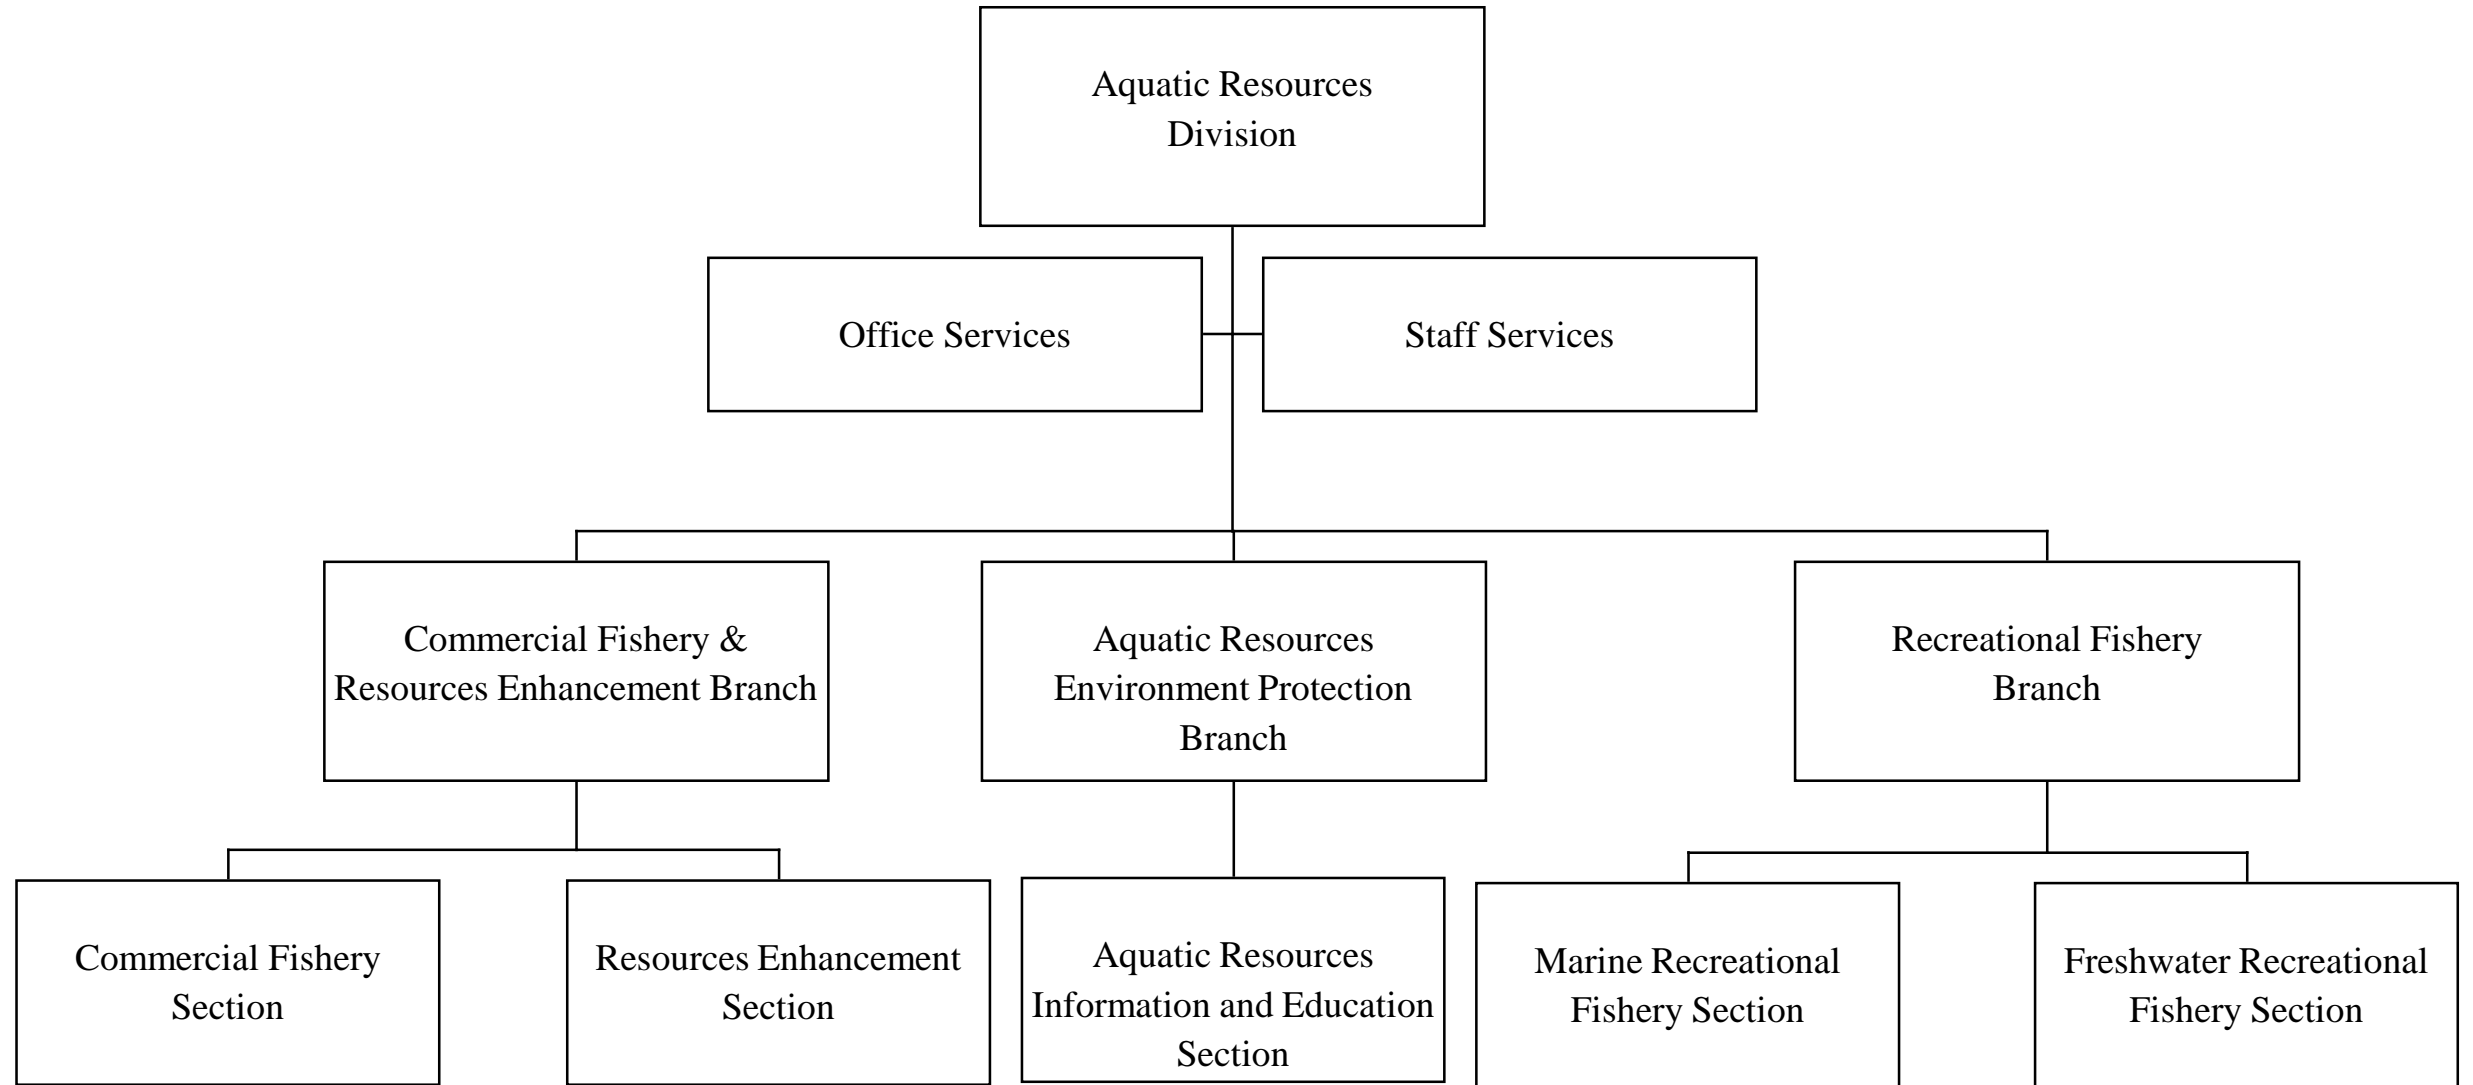 Aquatic Resources
Division
Office Services
Staff Services
Commercial Fishery &
Resources Enhancement Branch
Aquatic Resources
Environment Protection
Branch
Recreational Fishery
Branch
Commercial Fishery
Section
Resources Enhancement
Section
Aquatic Resources
Information and Education
Section
Marine Recreational
Fishery Section
Freshwater Recreational
Fishery Section